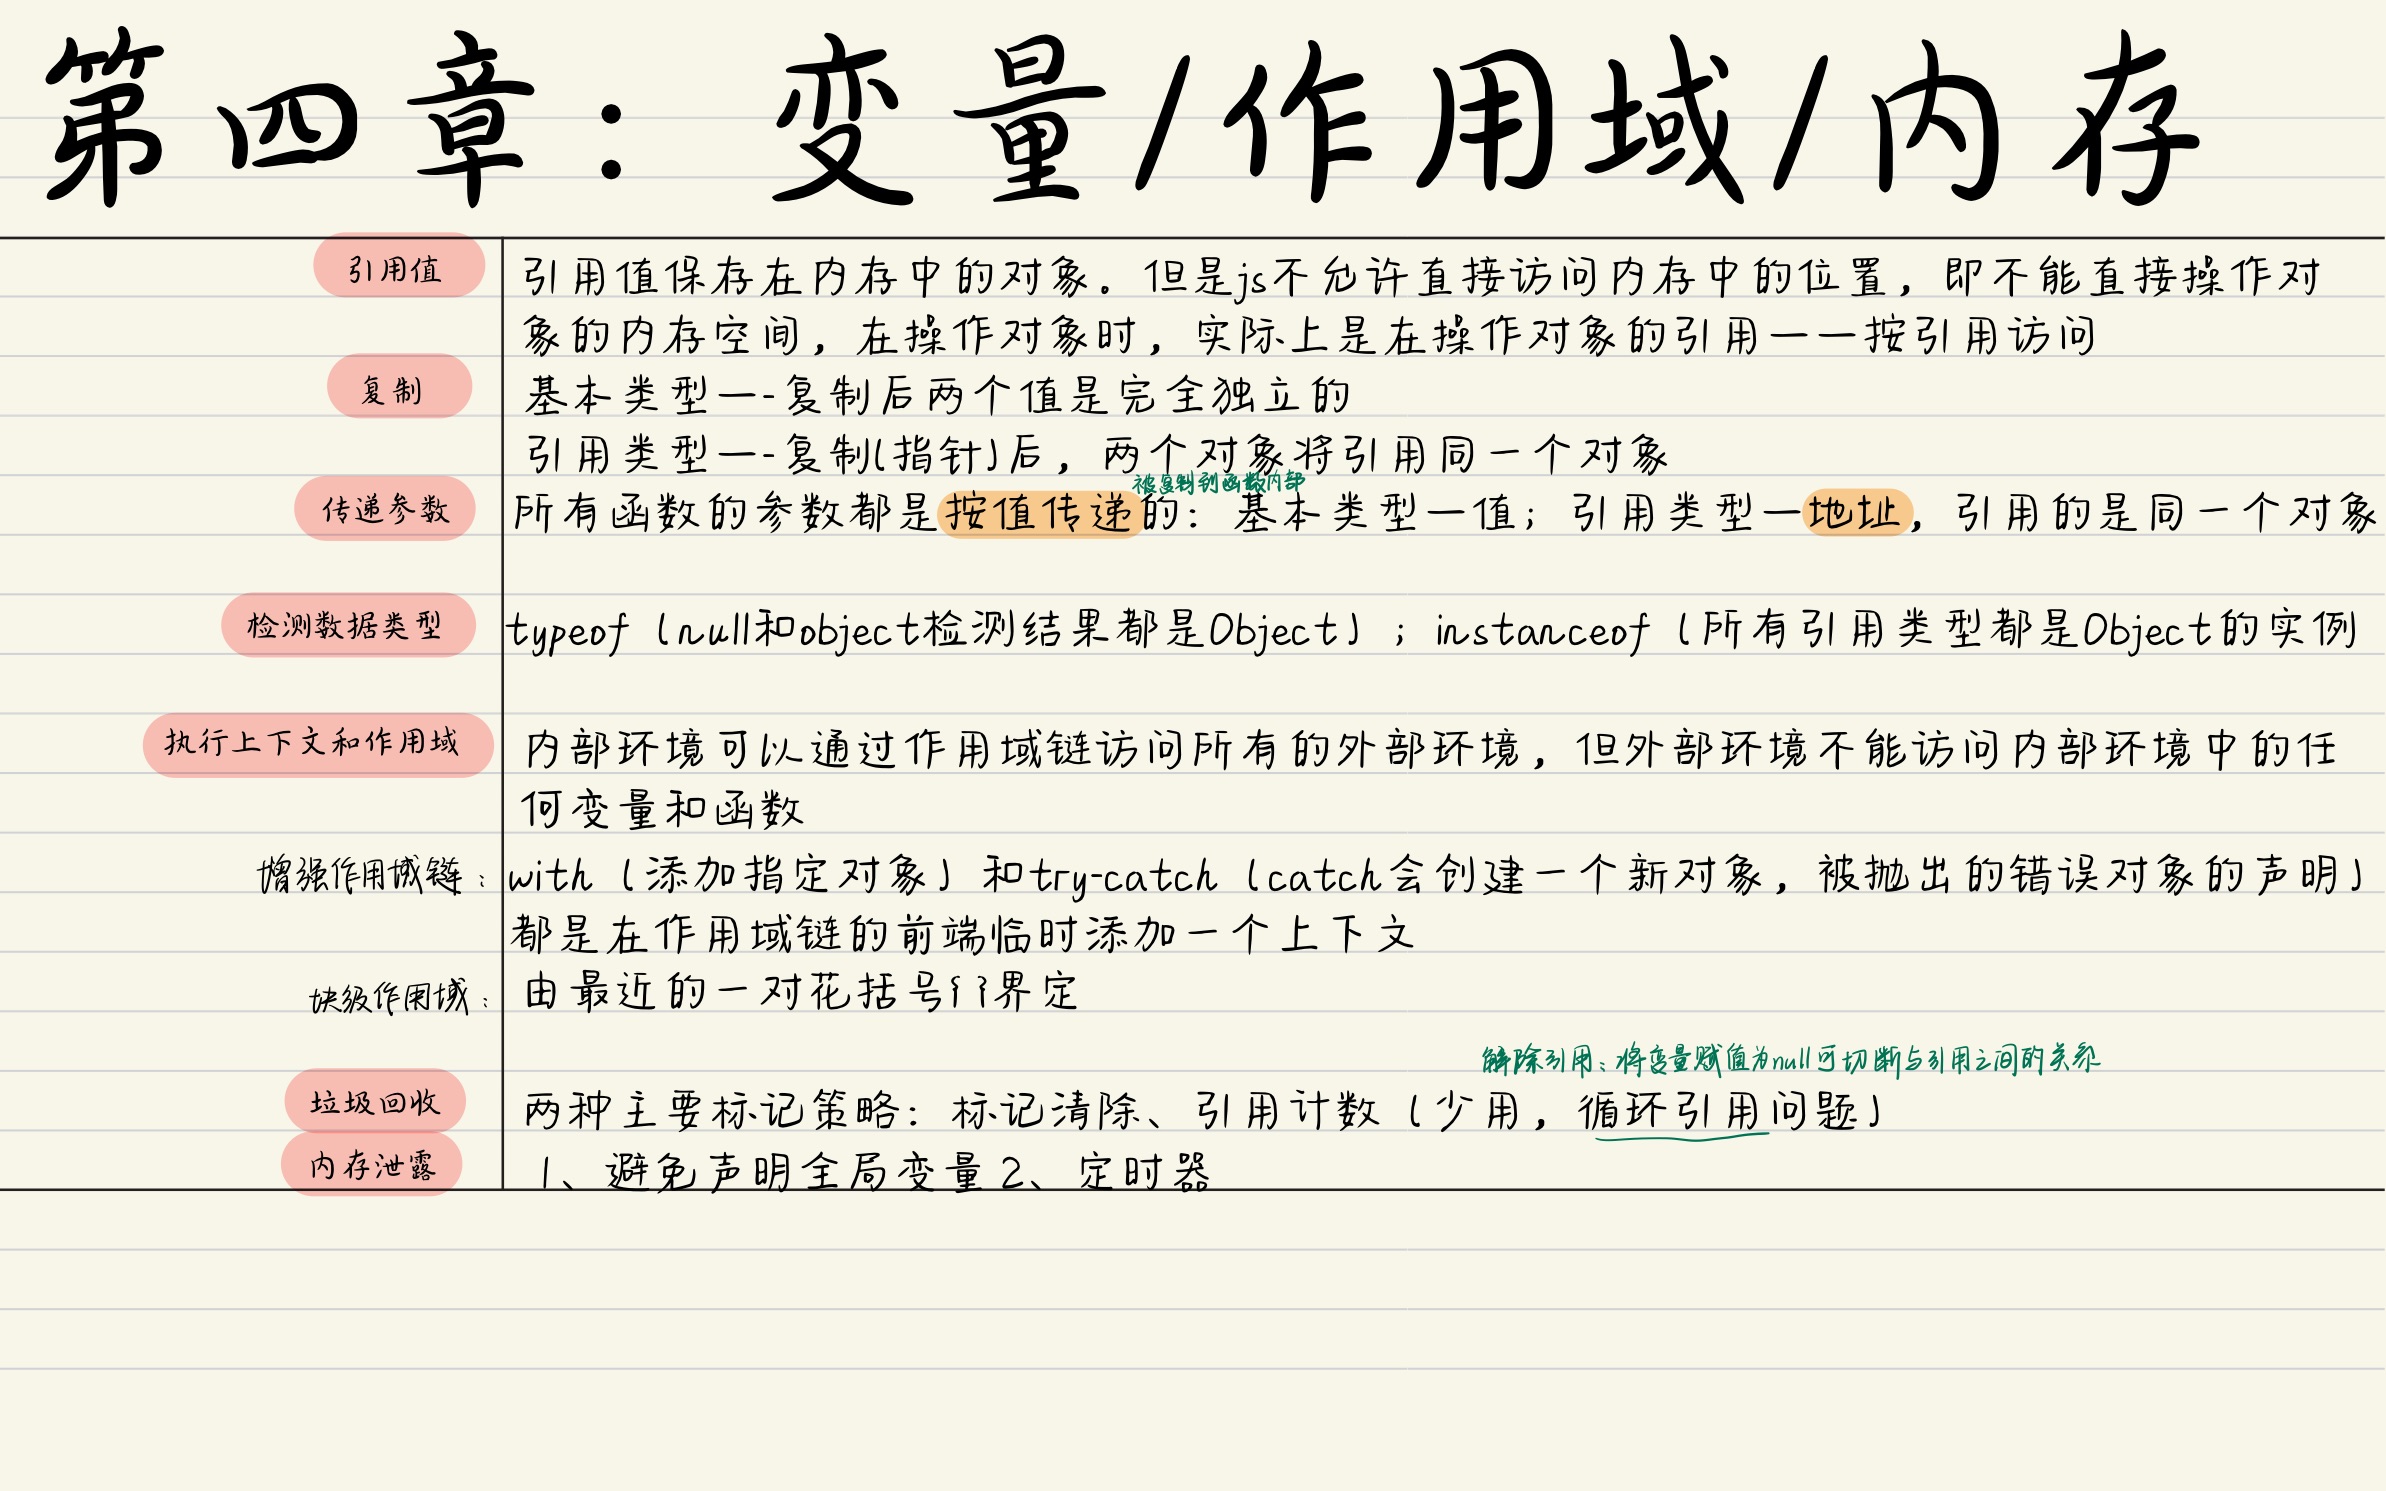 第四章：变量/作用域/内存
引用值
引用值保存在内存中的对象。但是js不允许直接访问内存中的位置，即不能直接操作对
象的内存空间，在操作对象时，实际上是在操作对象的引用一一按引用访问
复制
基本类型一-复制后两个值是完全独立的
引用类型一-复制(指针)后，两个对象将引用同一个对象
被复制到函数内部
传递参数
所有函数的参数都是按值传递的：基本类型一值；引用类型一地址，引用的是同一个对象
检测数据类型
typeof（null和object检测结果都是Object）；instanceof（所有引用类型都是Object的实例
执行上下文和作用域
内部环境可以通过作用域链访问所有的外部环境，但外部环境不能访问内部环境中的任
何变量和函数
增强作用域链：
with（添加指定对象）和try-catch（catch会创建一个新对象，被抛出的错误对象的声明）
都是在作用域链的前端临时添加一个上下文
块级作用域：
由最近的一对花括号{}界定
解除引用：将变量赋值为null可切断与引用之间的关系
垃圾回收
两种主要标记策略：标记清除、引用计数（少用，循环引用问题）
内存泄露
1、避免声明全局变量 2、定时器